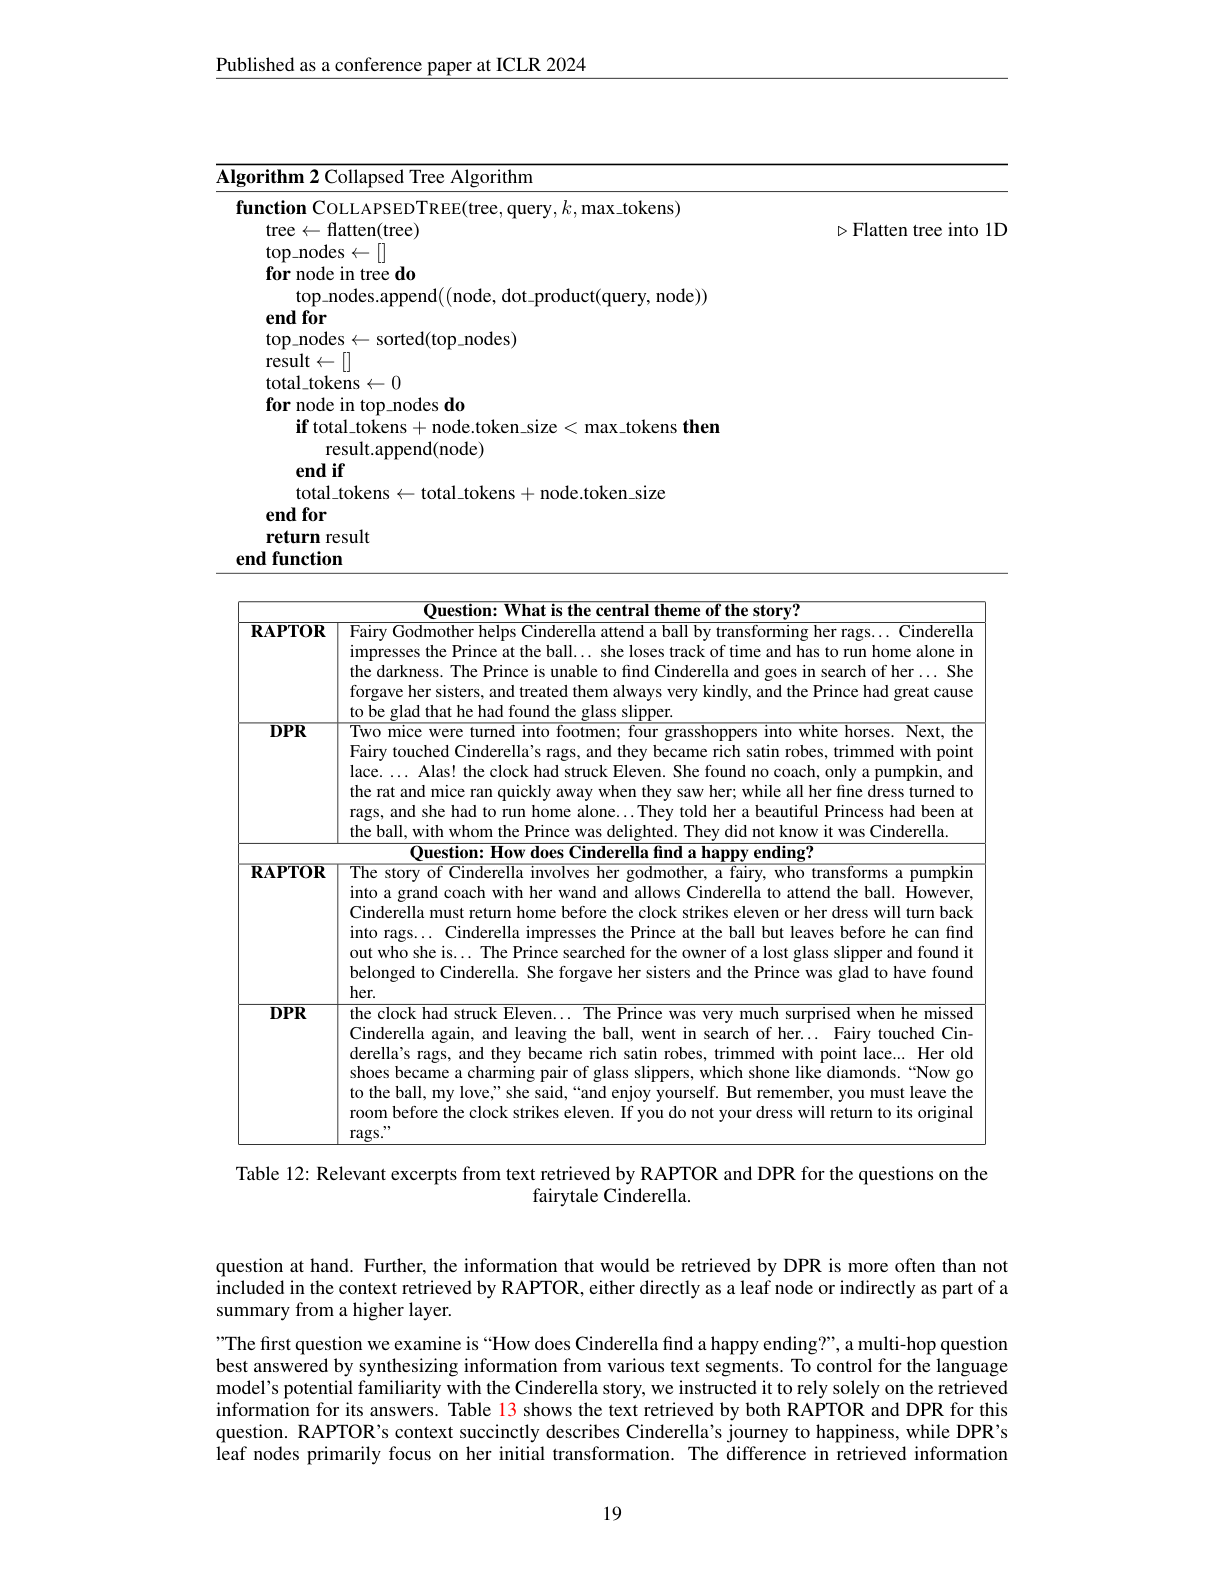 Published as a conference paper at ICLR 2024
Algorithm 2 Collapsed Tree Algorithm
function COLLAPSEDTREE(tree, query, k, max_tokens)
tree ← flatten(tree) ▷ Flatten tree into 1D
top_nodes ← []
for node in tree do
top_nodes.append((node, dot_product(query, node))
end for
top_nodes ← sorted(top_nodes)
result ← []
total_tokens ← 0
for node in top_nodes do
if total_tokens + node.token_size < max_tokens then
result.append(node)
end if
total_tokens ← total_tokens + node.token_size
end for
return result
end function
Question: What is the central theme of the story?
RAPTOR Fairy Godmother helps Cinderella attend a ball by transforming her rags... Cinderella
impresses the Prince at the ball... she loses track of time and has to run home alone in
the darkness. The Prince is unable to find Cinderella and goes in search of her ... She
forgave her sisters, and treated them always very kindly, and the Prince had great cause
to be glad that he had found the glass slipper.
DPR Two mice were turned into footmen; four grasshoppers into white horses. Next, the
Fairy touched Cinderella's rags, and they became rich satin robes, trimmed with point
lace. ... Alas! the clock had struck Eleven. She found no coach, only a pumpkin, and
the rat and mice ran quickly away when they saw her; while all her fine dress turned to
rags, and she had to run home alone...They told her a beautiful Princess had been at
the ball, with whom the Prince was delighted. They did not know it was Cinderella.
Question: How does Cinderella find a happy ending?
RAPTOR The story of Cinderella involves her godmother, a fairy, who transforms a pumpkin
into a grand coach with her wand and allows Cinderella to attend the ball. However,
Cinderella must return home before the clock strikes eleven or her dress will turn back
into rags... Cinderella impresses the Prince at the ball but leaves before he can find
out who she is... The Prince searched for the owner of a lost glass slipper and found it
belonged to Cinderella. She forgave her sisters and the Prince was glad to have found
her.
DPR the clock had struck Eleven... The Prince was very much surprised when he missed
Cinderella again, and leaving the ball, went in search of her... Fairy touched Cin-
derella's rags, and they became rich satin robes, trimmed with point lace... Her old
shoes became a charming pair of glass slippers, which shone like diamonds. “Now go
to the ball, my love,” she said, “and enjoy yourself. But remember, you must leave the
room before the clock strikes eleven. If you do not your dress will return to its original
rags.”
Table 12: Relevant excerpts from text retrieved by RAPTOR and DPR for the questions on the
fairytale Cinderella.
question at hand. Further, the information that would be retrieved by DPR is more often than not
included in the context retrieved by RAPTOR, either directly as a leaf node or indirectly as part of a
summary from a higher layer.
”The first question we examine is “How does Cinderella find a happy ending?”, a multi-hop question
best answered by synthesizing information from various text segments. To control for the language
model's potential familiarity with the Cinderella story, we instructed it to rely solely on the retrieved
information for its answers. Table 13 shows the text retrieved by both RAPTOR and DPR for this
question. RAPTOR's context succinctly describes Cinderella's journey to happiness, while DPR's
leaf nodes primarily focus on her initial transformation. The difference in retrieved information
19